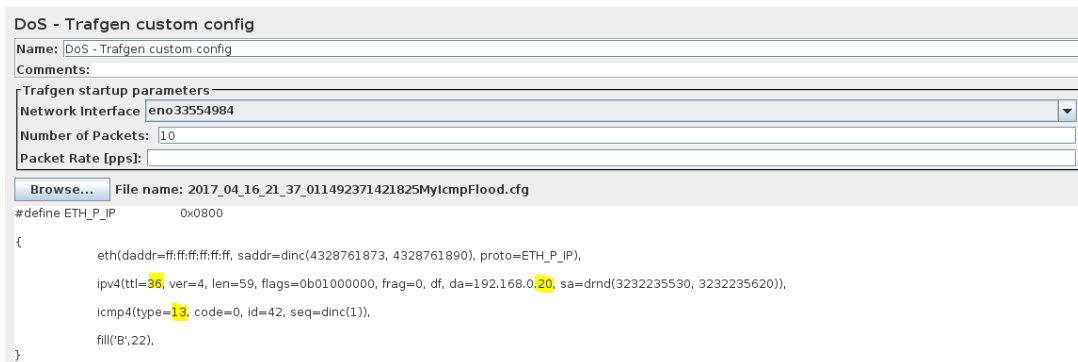 DoS - Trafgen custom config
Name: DoS - Trafgen custom config
Comments:
Trafgen startup parameters
Network Interface eno33554984
Number of Packets: 10
Packet Rate [pps]:
Browse... File name: 2017_04_16_21_37_011492371421825MyIcmpFlood.cfg
#define ETH_P_IP 0x0800
{
eth(daddr=ff:ff:ff:ff:ff:ff, saddr=dinc(4328761873, 4328761890), proto=ETH_P_IP),
ipv4(ttl=36, ver=4, len=59, flags=0b01000000, frag=0, df, da=192.168.0.20, sa=drnd(3232235530, 3232235620)),
icmp4(type=13, code=0, id=42, seq=dinc(1)),
fill('B',22),
}